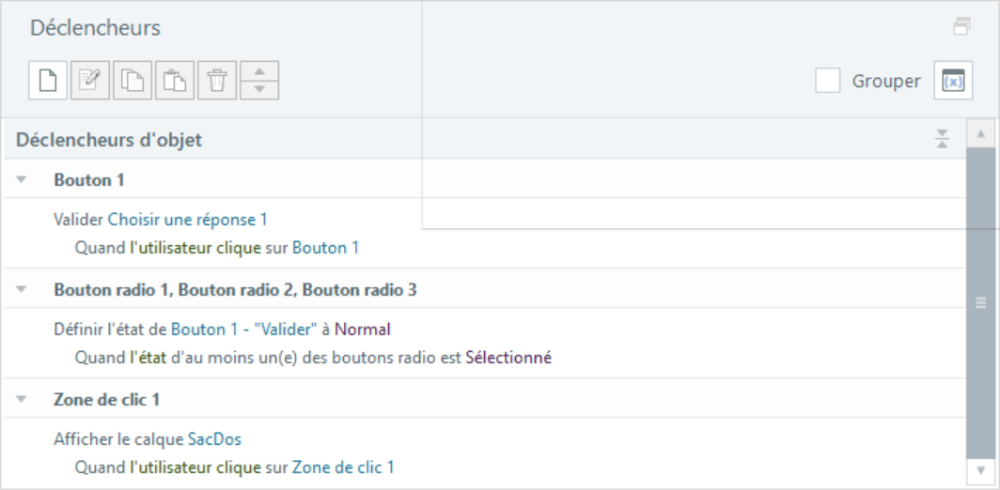 Déclencheurs
Grouper
(x)
Déclencheurs d'objet
Bouton 1
Valider Choisir une réponse 1
Quand l'utilisateur clique sur Bouton 1
Bouton radio 1, Bouton radio 2, Bouton radio 3
Définir l'état de Bouton 1 - "Valider" à Normal
Quand l'état d'au moins un(e) des boutons radio est Sélectionné
Zone de clic 1
Afficher le calque SacDos
Quand l'utilisateur clique sur Zone de clic 1